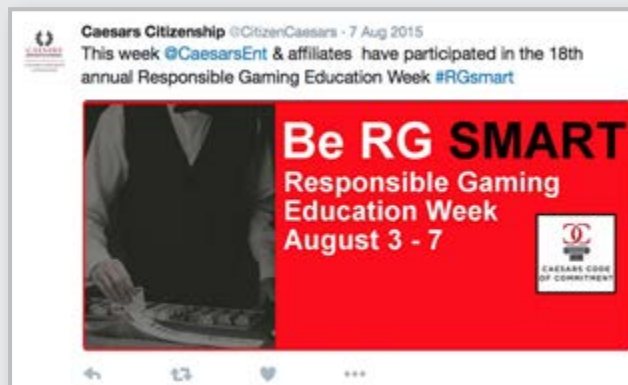 Caesars Citizenship @CitizenCaesars · 7 Aug 2015
This week @CaesarsEnt & affiliates have participated in the 18th
annual Responsible Gaming Education Week #RGsmart
Be RG SMART
Responsible Gaming
Education Week
August 3 - 7
CAESARS CODE
OF COMMITMENT
CAESARS